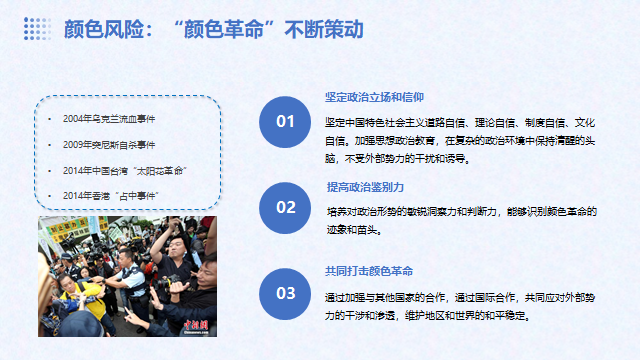 颜色风险：“颜色革命”不断策动
• 2004年乌克兰流血事件
• 2009年突尼斯自杀事件
• 2014年中国台湾“太阳花革命”
• 2014年香港“占中事件”
中新网
01
坚定政治立场和信仰
坚定中国特色社会主义道路自信、理论自信、制度自信、文化
自信。加强思想政治教育，在复杂的政治环境中保持清醒的头
脑，不受外部势力的干扰和诱导。
02
提高政治鉴别力
培养对政治形势的敏锐洞察力和判断力，能够识别颜色革命的
迹象和苗头。
03
共同打击颜色革命
通过加强与其他国家的合作，通过国际合作，共同应对外部势
力的干涉和渗透，维护地区和世界的和平稳定。